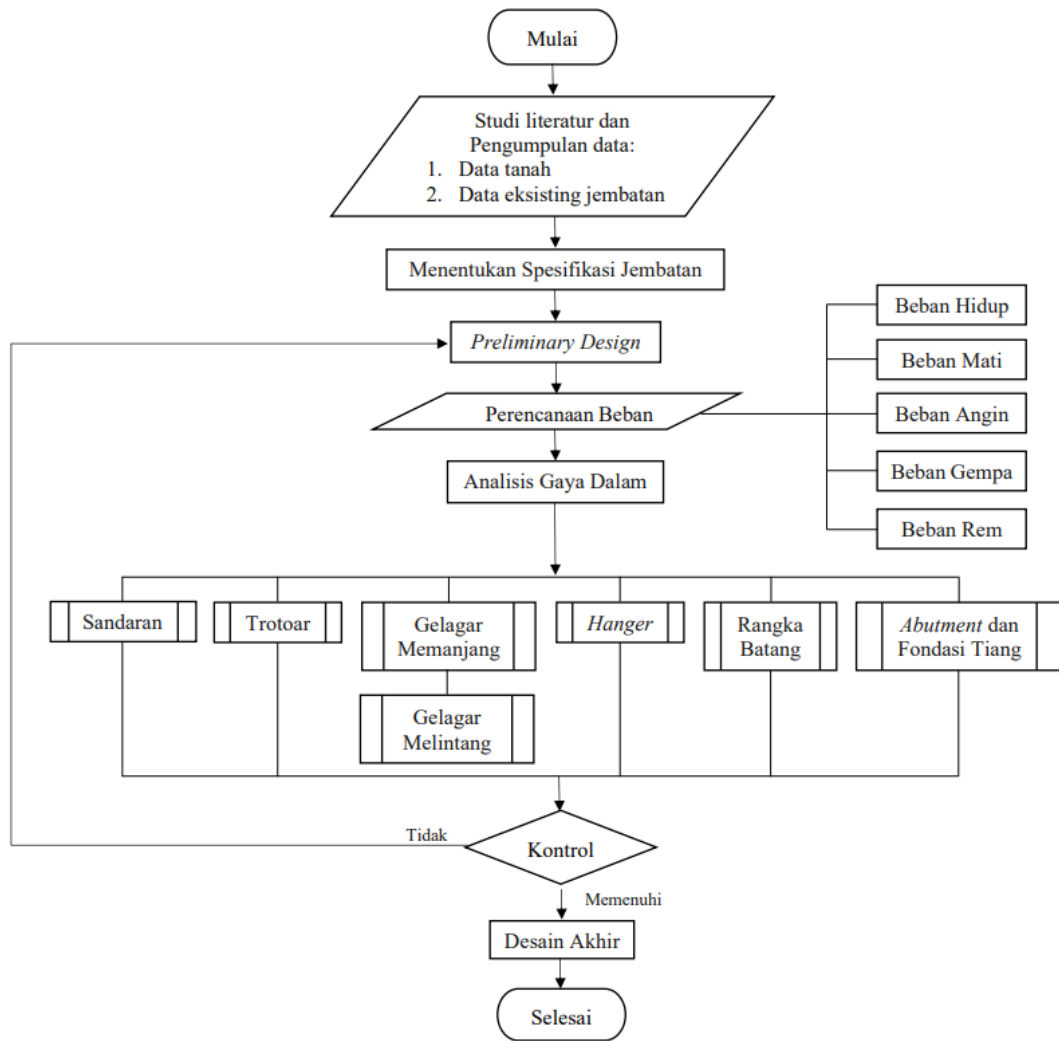 Mulai
Studi literatur dan
Pengumpulan data:
1. Data tanah
2. Data eksisting jembatan
Menentukan Spesifikasi Jembatan
Preliminary Design
Perencanaan Beban
Beban Hidup
Beban Mati
Beban Angin
Beban Gempa
Beban Rem
Analisis Gaya Dalam
Sandaran
Trotoar
Gelagar
Memanjang
Gelagar
Melintang
Hanger
Rangka
Batang
Abutment dan
Fondasi Tiang
Kontrol
Tidak
Memenuhi
Desain Akhir
Selesai